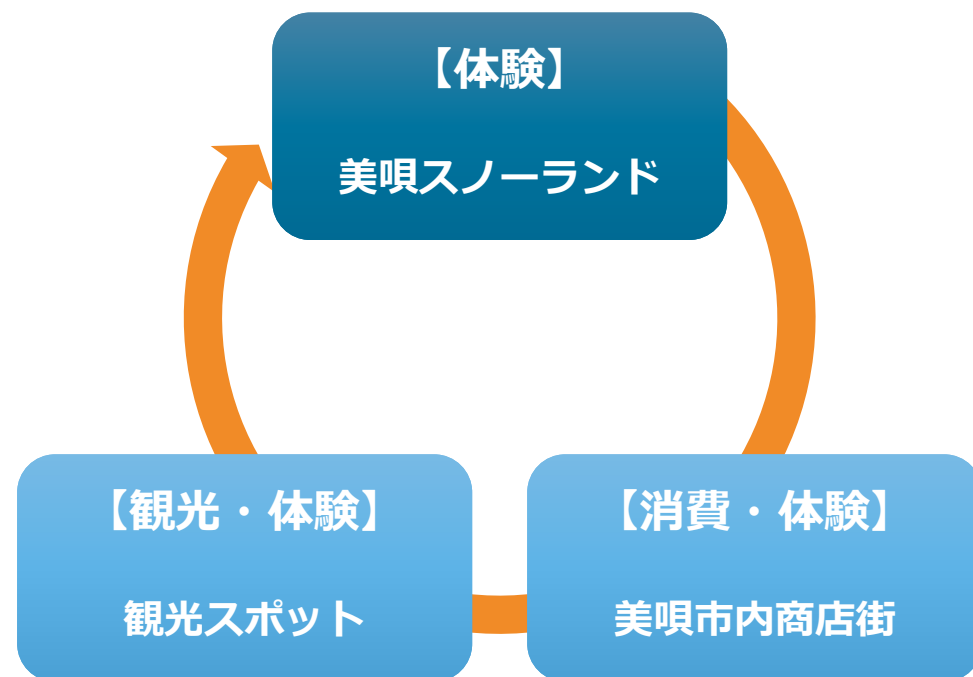 【体験】
美唄スノーランド
【観光・体験】
観光スポット
【消費・体験】
美唄市内商店街